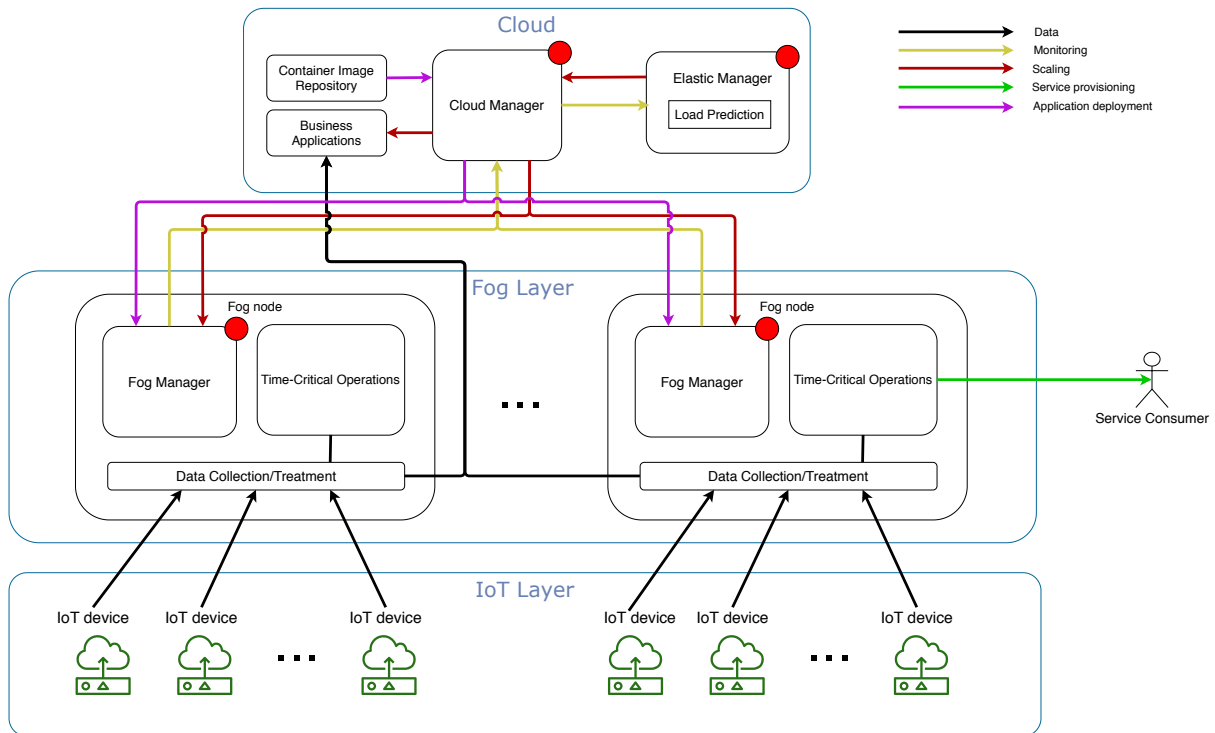 Cloud
Container Image
Repository
Business
Applications
Cloud Manager
Elastic Manager
Load Prediction
Data
Monitoring
Scaling
Service provisioning
Application deployment
Fog Layer
Fog node
Fog Manager
Time-Critical Operations
Data Collection/Treatment
Fog node
Fog Manager
Time-Critical Operations
Data Collection/Treatment
Service Consumer
IoT Layer
IoT device
IoT device
IoT device
IoT device
IoT device
IoT device